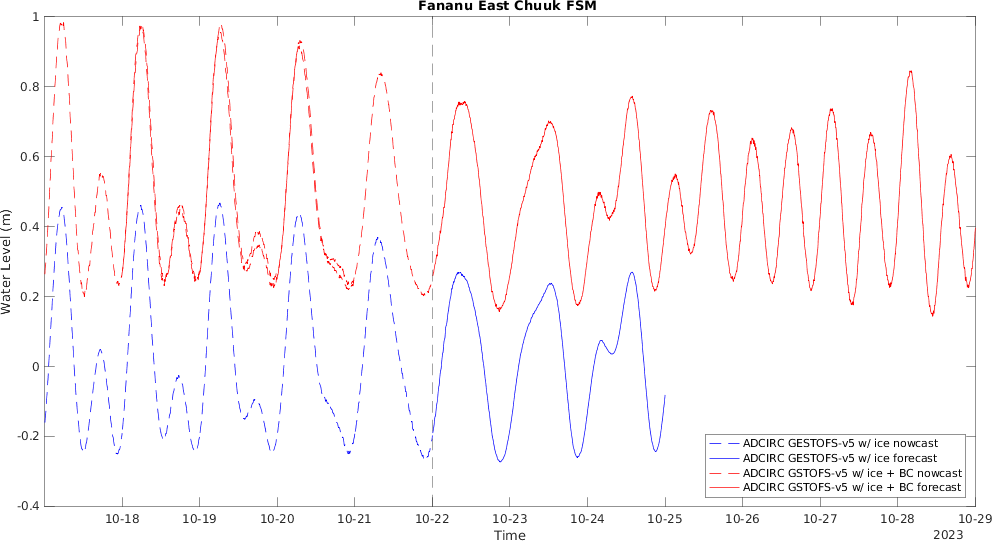 Fananu East Chuuk FSM
1
0.8
0.6
0.4
0.2
0
-0.2
-0.4
Water Level (m)
ADCIRC GESTOFS-v5 w/ ice nowcast
ADCIRC GESTOFS-v5 w/ ice forecast
ADCIRC GSTOFS-v5 w/ ice + BC nowcast
ADCIRC GSTOFS-v5 w/ ice + BC forecast
10-18 10-19 10-20 10-21 10-22 10-23 10-24 10-25 10-26 10-27 10-28 10-29
Time
2023